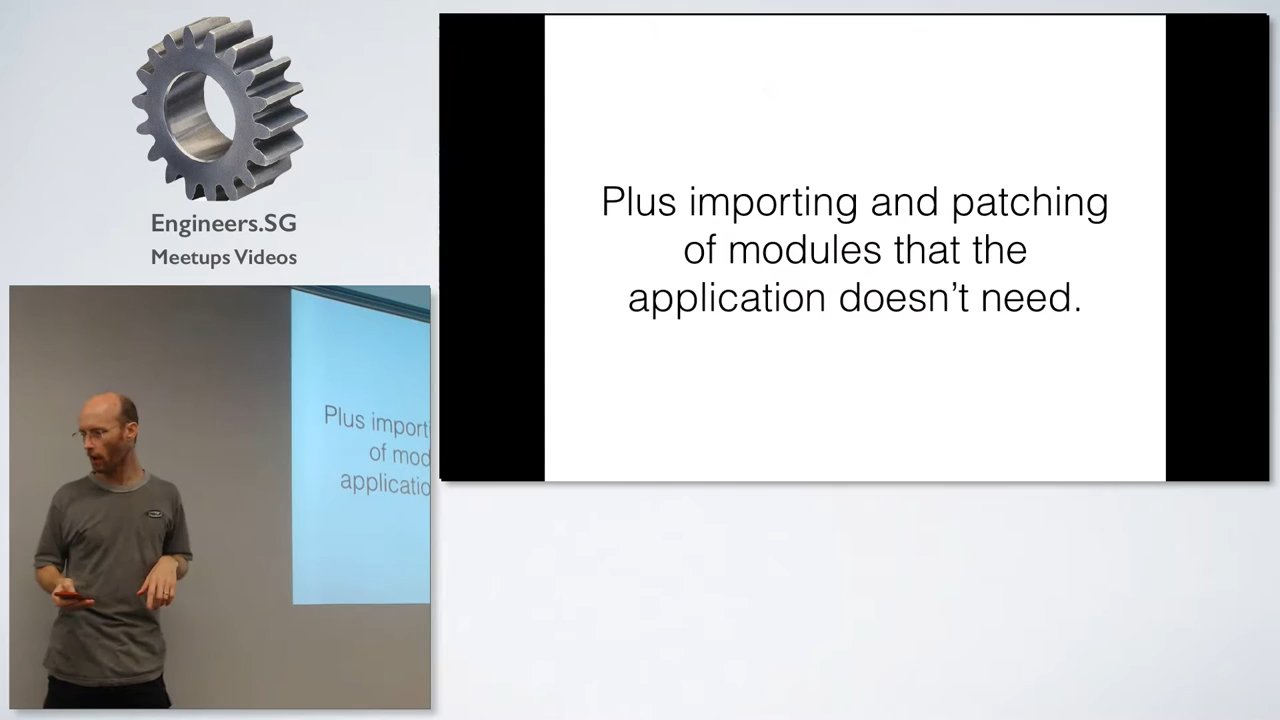 Engineers.SG
Meetups Videos
Plus importing and patching
of modules that the
application doesn't need.
Plus import
of mod
applicatio